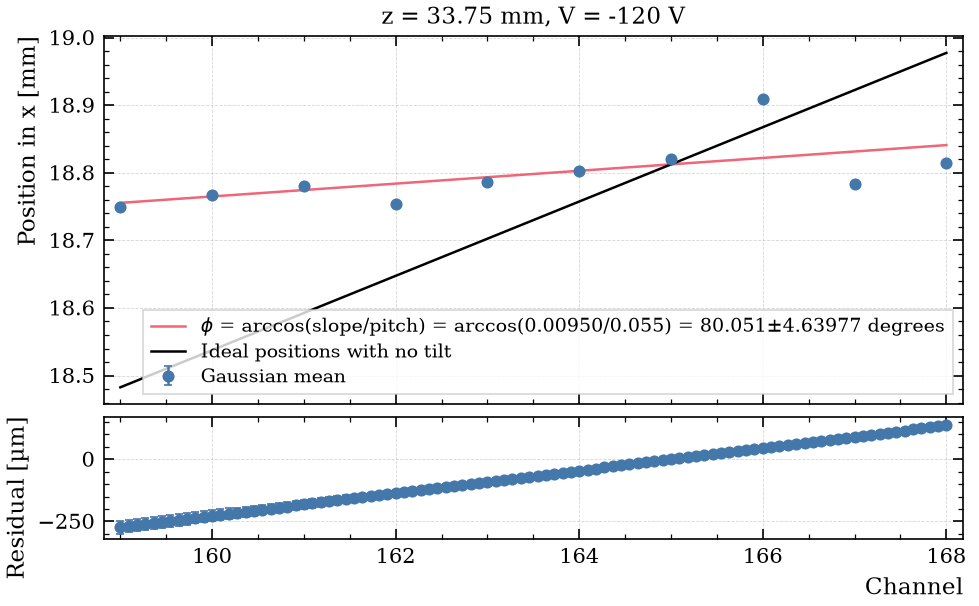 z = 33.75 mm, V = -120 V
Position in x [mm]
19.0
18.9
18.8
18.7
18.6
18.5
ϕ = arccos(slope/pitch) = arccos(0.00950/0.055) = 80.051±4.63977 degrees
Ideal positions with no tilt
Gaussian mean
Residual [µm]
0
−250
160 162 164 166 168
Channel